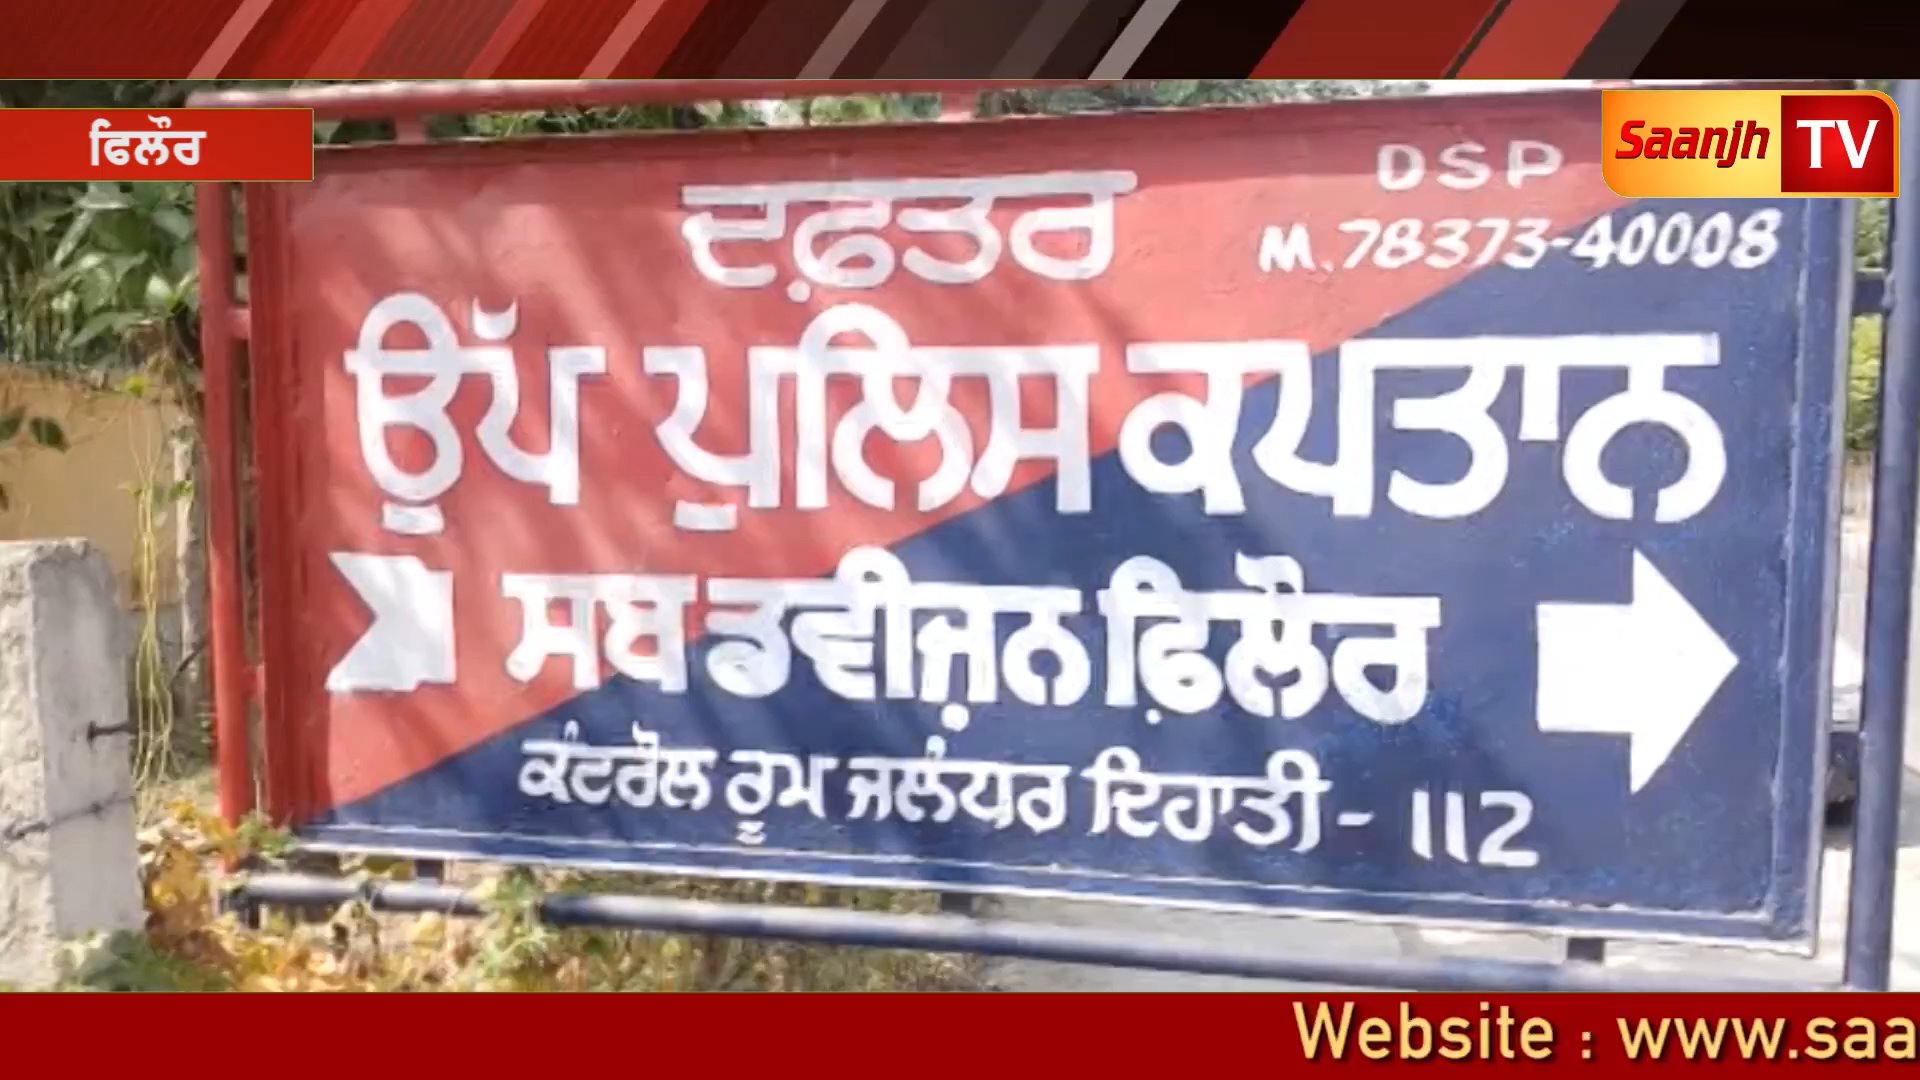 ਫਿਲੌਰ
Saanjh TV
DSP
ਦਫ਼ਤਰ
M.78373-40008
ਉੱਪ ਪੁਲਿਸ ਕਪਤਾਨ
ਸਬ ਡਵੀਜ਼ਨ ਫ਼ਿਲੌਰ
ਕੰਟਰੌਲ ਰੂਮ ਜਲੰਧਰ ਦਿਹਾਤੀ - 112
Website : www.saa